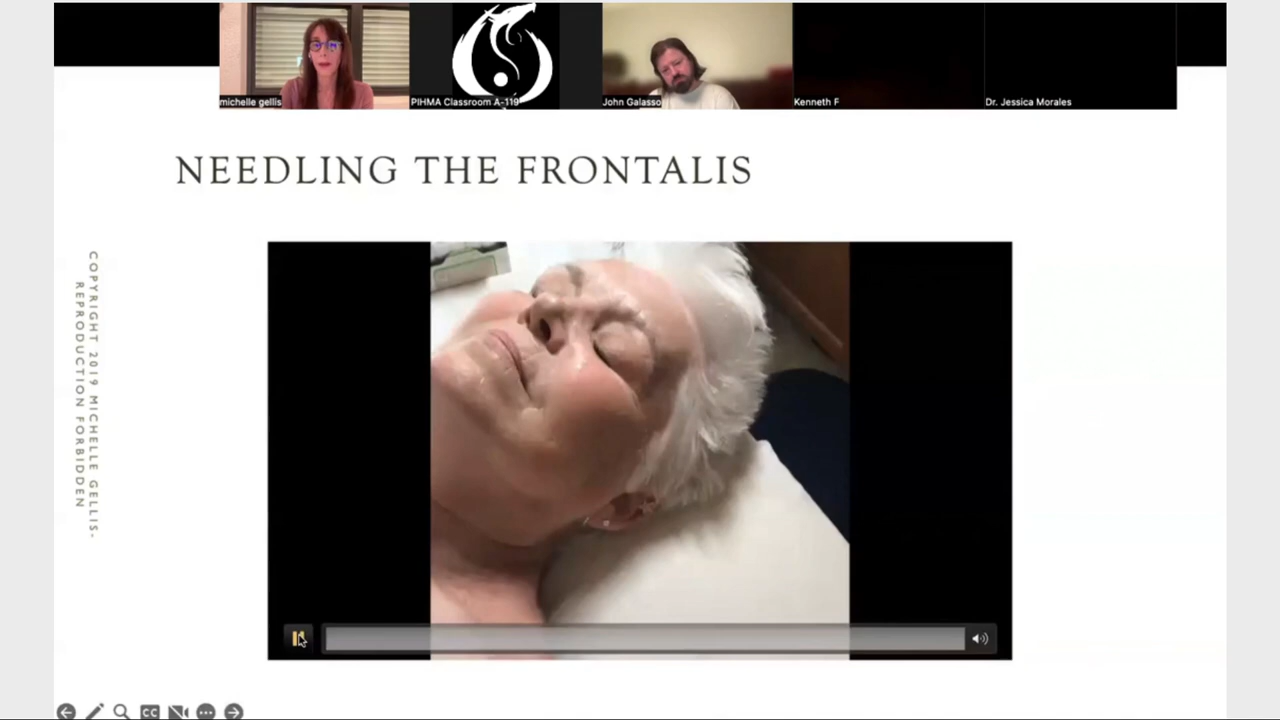 michelle gellis
PIHMA Classroom A-119
John Galasso
Kenneth F
Dr. Jessica Morales
NEEDLING THE FRONTALIS
COPYRIGHT 2019 MICHELLE GELLIS-
REPRODUCTION FORBIDDEN
CC